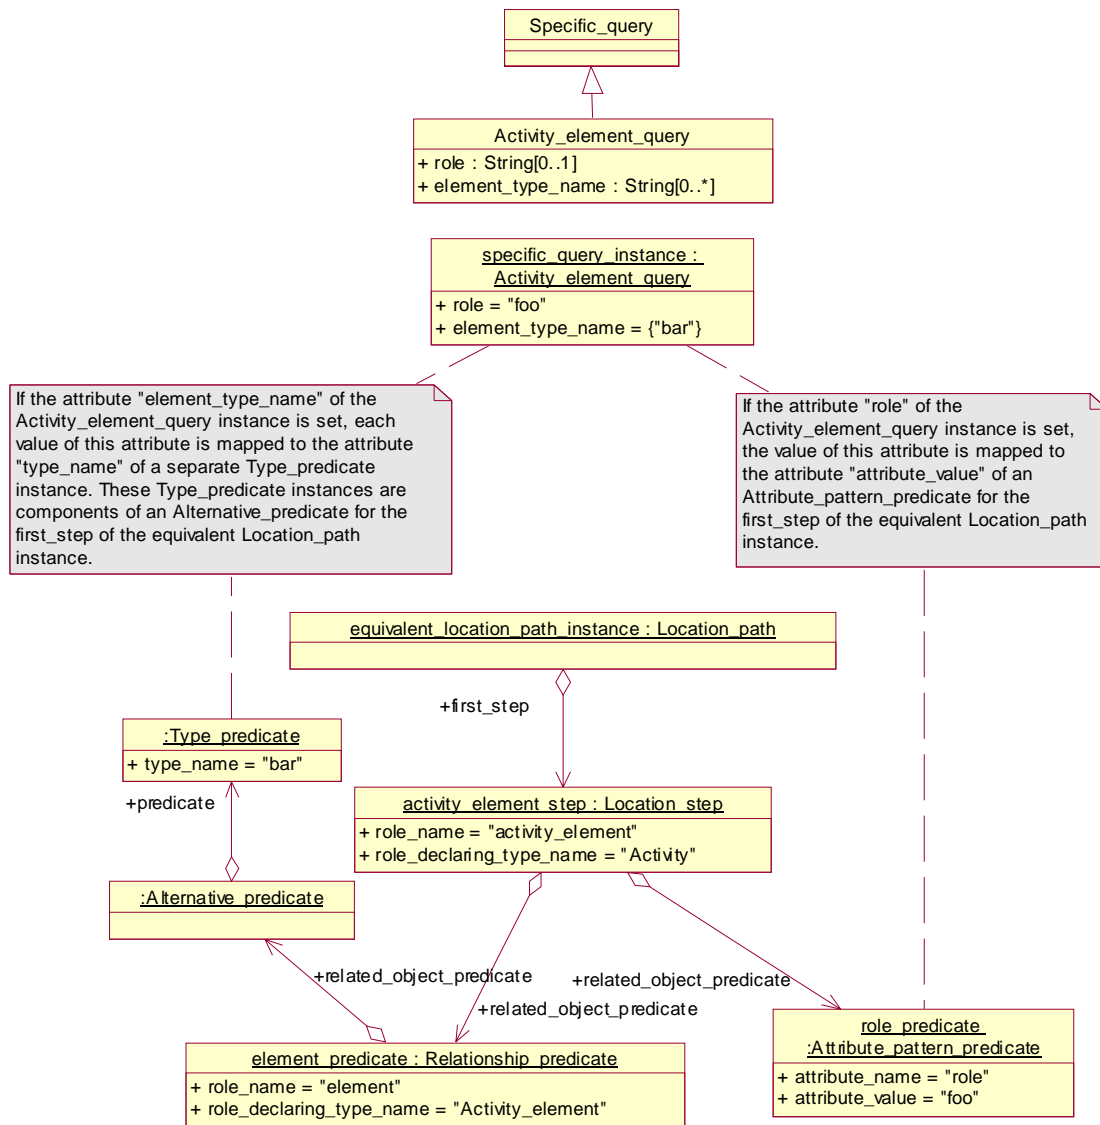 Specific_query
Activity_element_query
+ role : String[0..1]
+ element_type_name : String[0..*]
specific_query_instance :
Activity_element_query
+ role = "foo"
+ element_type_name = {"bar"}
If the attribute "element_type_name" of the
Activity_element_query instance is set, each
value of this attribute is mapped to the attribute
"type_name" of a separate Type_predicate
instance. These Type_predicate instances are
components of an Alternative_predicate for the
first_step of the equivalent Location_path
instance.
If the attribute "role" of the
Activity_element_query instance is set,
the value of this attribute is mapped to
the attribute "attribute_value" of an
Attribute_pattern_predicate for the
first_step of the equivalent Location_path
instance.
equivalent_location_path_instance : Location_path
+first_step
:Type_predicate
+ type_name = "bar"
+predicate
activity_element_step : Location_step
+ role_name = "activity_element"
+ role_declaring_type_name = "Activity"
:Alternative_predicate
+related_object_predicate
+related_object_predicate
+related_object_predicate
element_predicate : Relationship_predicate
+ role_name = "element"
+ role_declaring_type_name = "Activity_element"
role_predicate
:Attribute_pattern_predicate
+ attribute_name = "role"
+ attribute_value = "foo"